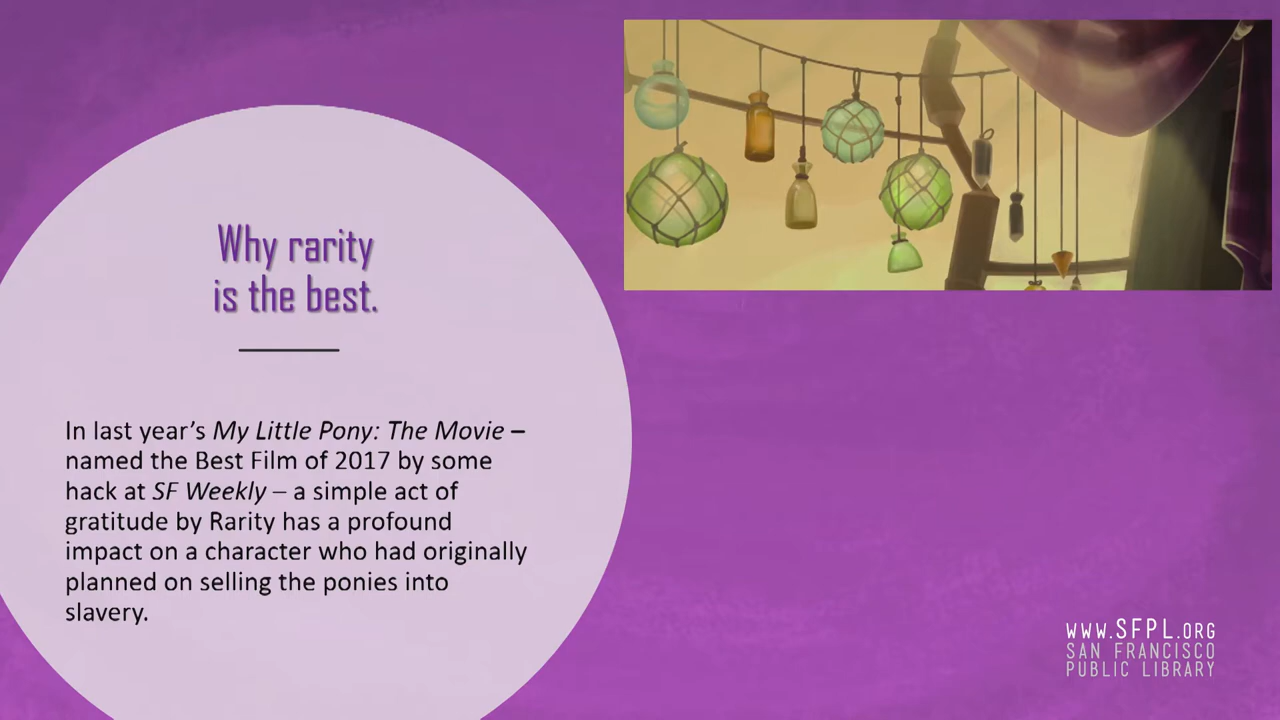 Why rarity
is the best.
In last year’s My Little Pony: The Movie –
named the Best Film of 2017 by some
hack at SF Weekly – a simple act of
gratitude by Rarity has a profound
impact on a character who had originally
planned on selling the ponies into
slavery.
WWW.SFPL.ORG
SAN FRANCISCO
PUBLIC LIBRARY